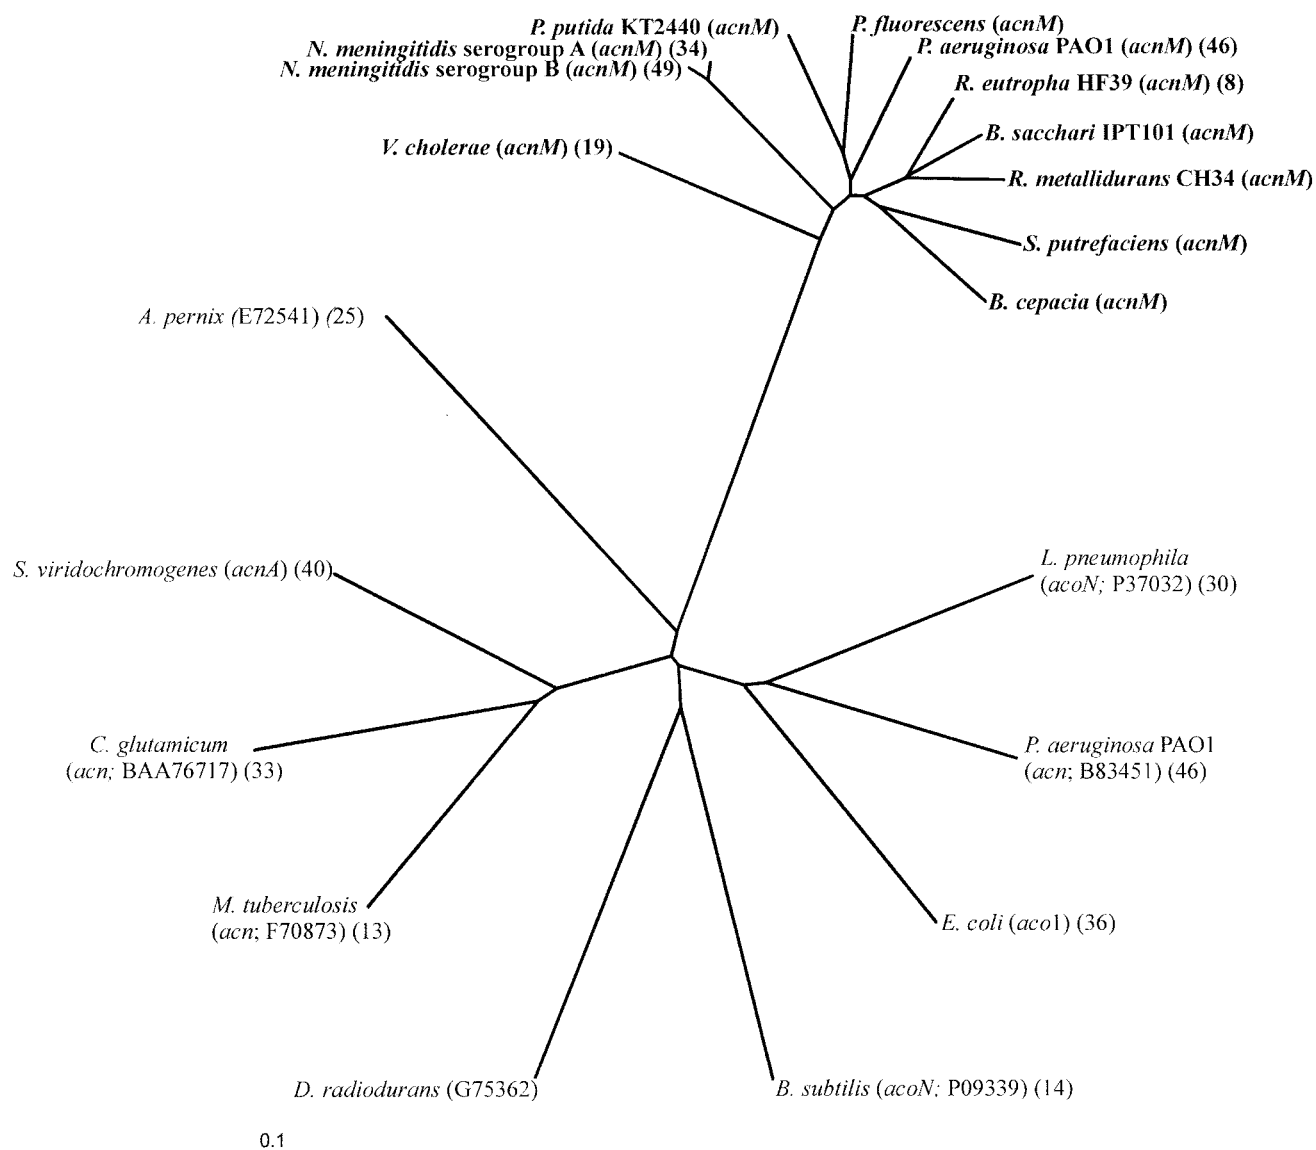 P. putida KT2440 (acnM)
P. fluorescens (acnM)
N. meningitidis serogroup A (acnM) (34)
P. aeruginosa PAO1 (acnM) (46)
N. meningitidis serogroup B (acnM) (49)
R. eutropha HF39 (acnM) (8)
B. sacchari IPT101 (acnM)
V. cholerae (acnM) (19)
R. metallidurans CH34 (acnM)
S. putrefaciens (acnM)
B. cepacia (acnM)
A. pernix (E72541) (25)
L. pneumophila
(acoN; P37032) (30)
S. viridochromogenes (acnA) (40)
P. aeruginosa PAO1
(acn; B83451) (46)
C. glutamicum
(acn; BAA76717) (33)
M. tuberculosis
(acn; F70873) (13)
E. coli (aco1) (36)
D. radiodurans (G75362)
B. subtilis (acoN; P09339) (14)
0.1